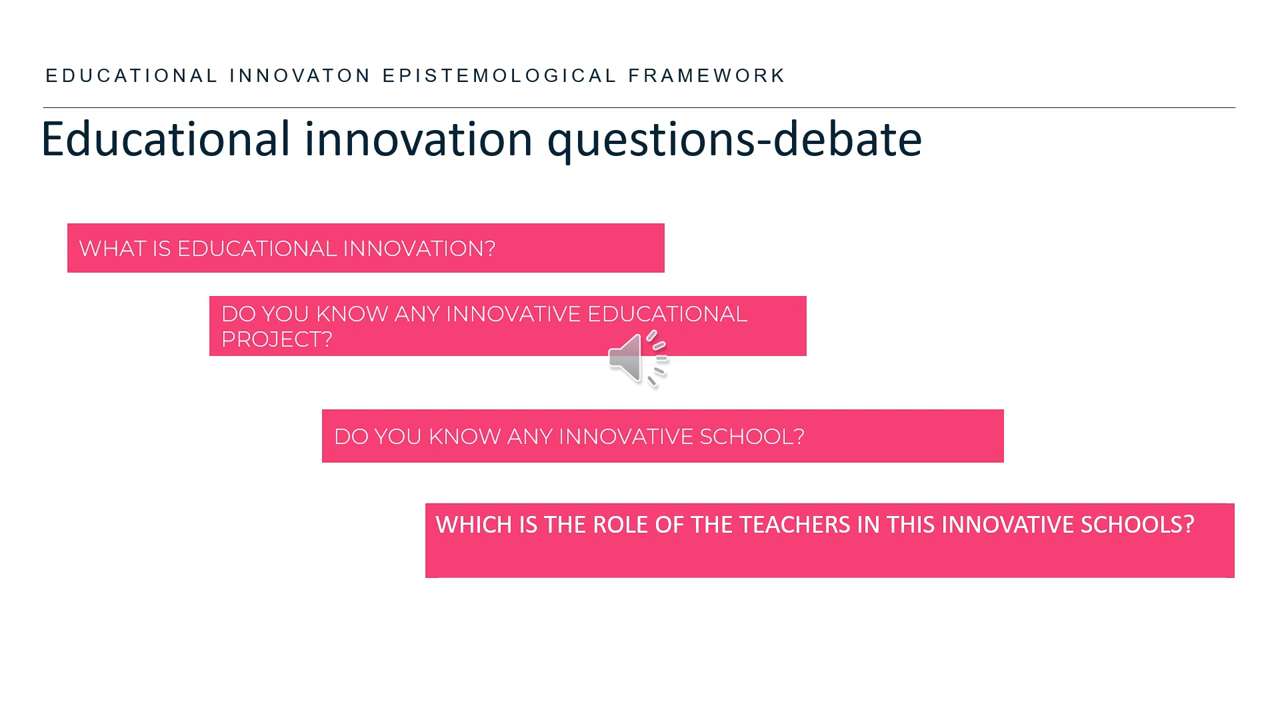 EDUCATIONAL INNOVATON EPISTEMOLOGICAL FRAMEWORK
Educational innovation questions-debate
WHAT IS EDUCATIONAL INNOVATION?
DO YOU KNOW ANY INNOVATIVE EDUCATIONAL
PROJECT?
DO YOU KNOW ANY INNOVATIVE SCHOOL?
WHICH IS THE ROLE OF THE TEACHERS IN THIS INNOVATIVE SCHOOLS?